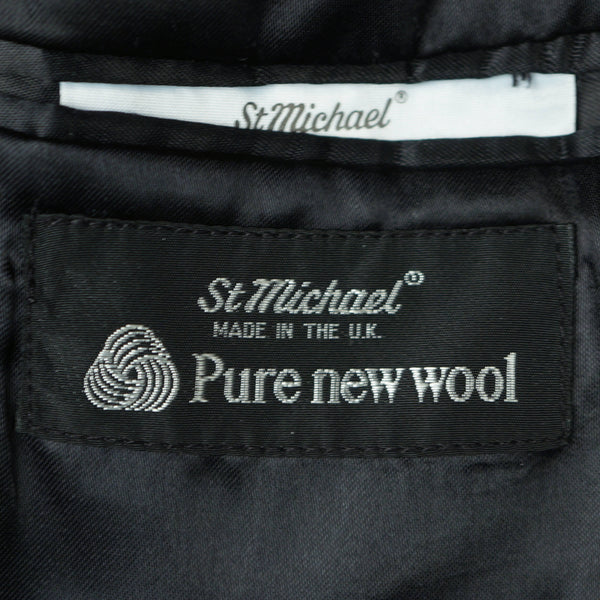 St Michael®
M
St Michael®
MADE IN THE U.K.
Pure new wool